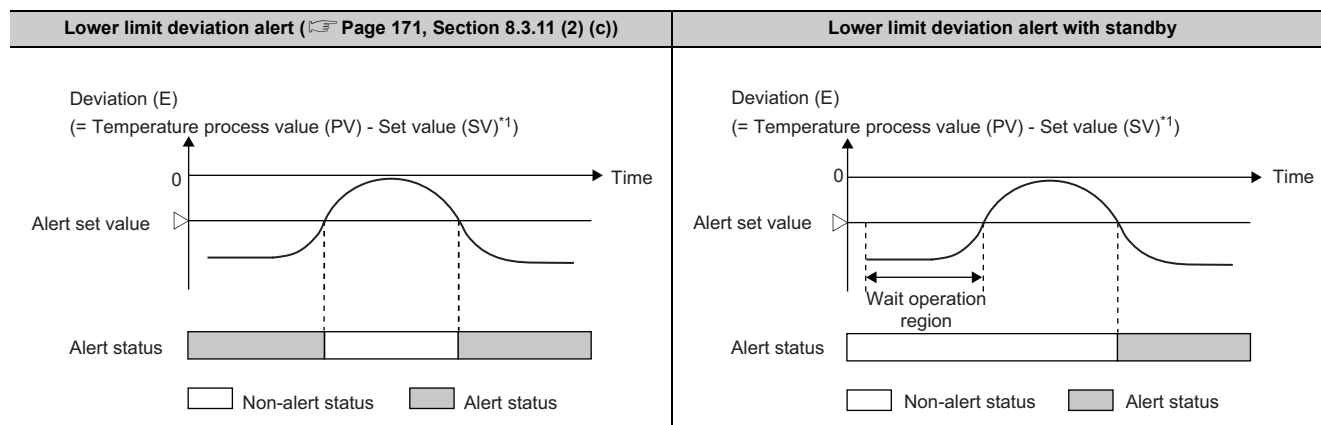 Lower limit deviation alert (☞ Page 171, Section 8.3.11 (2) (c))
Lower limit deviation alert with standby
Deviation (E)
(= Temperature process value (PV) - Set value (SV)*1)
0
Time
Alert set value
Alert status
Non-alert status
Alert status
Deviation (E)
(= Temperature process value (PV) - Set value (SV)*1)
0
Time
Alert set value
Wait operation
region
Alert status
Non-alert status
Alert status